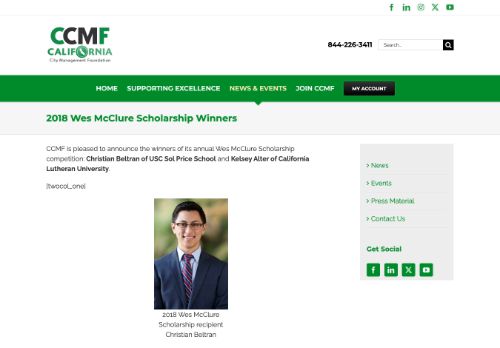 CCMF
CALIFORNIA
City Management Foundation
844-226-3411
Search...
HOME SUPPORTING EXCELLENCE NEWS & EVENTS JOIN CCMF MY ACCOUNT
2018 Wes McClure Scholarship Winners
CCMF is pleased to announce the winners of its annual Wes McClure Scholarship
competition: Christian Beltran of USC Sol Price School and Kelsey Alter of California
Lutheran University.
[twocol_one]
2018 Wes McClure
Scholarship recipient
Christian Beltran
> News
> Events
> Press Material
> Contact Us
Get Social